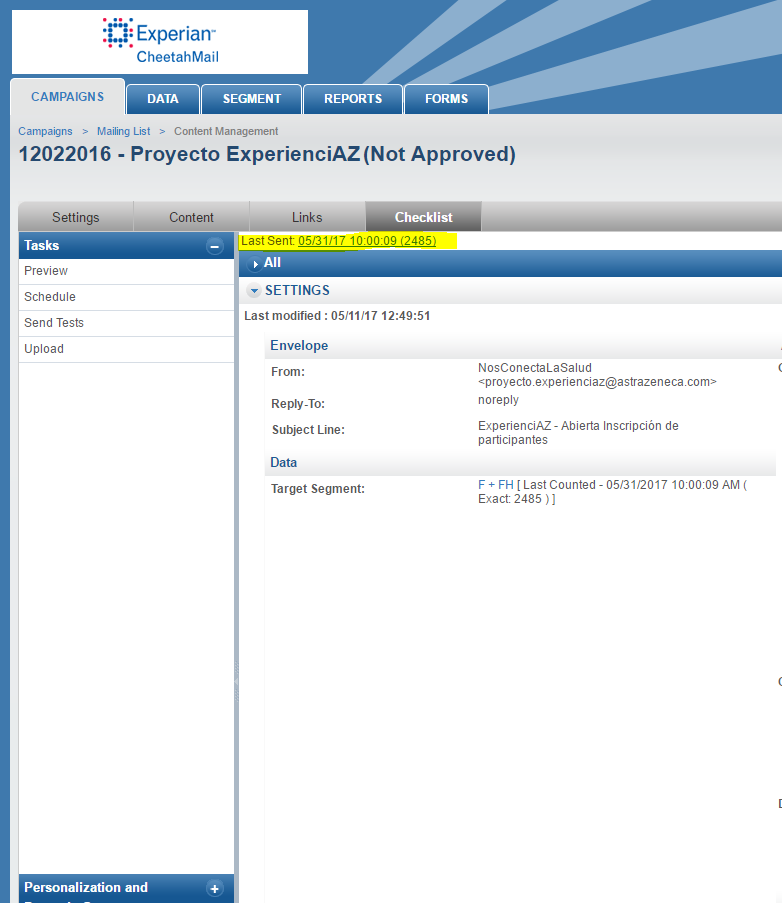 Experian™
CheetahMail
CAMPAIGNS
DATA
SEGMENT
REPORTS
FORMS
Campaigns > Mailing List > Content Management
12022016 - Proyecto ExperienciAZ (Not Approved)
Settings
Content
Links
Checklist
Tasks
Preview
Schedule
Send Tests
Upload
Personalization and
Last Sent: 05/31/17 10:00:09 (2485)
All
SETTINGS
Last modified : 05/11/17 12:49:51
Envelope
From:
NosConectaLaSalud
<proyecto.experienciaz@astrazeneca.com>
Reply-To:
noreply
Subject Line:
ExperienciAZ - Abierta Inscripción de
participantes
Data
Target Segment:
F + FH [ Last Counted - 05/31/2017 10:00:09 AM (
Exact: 2485 ) ]